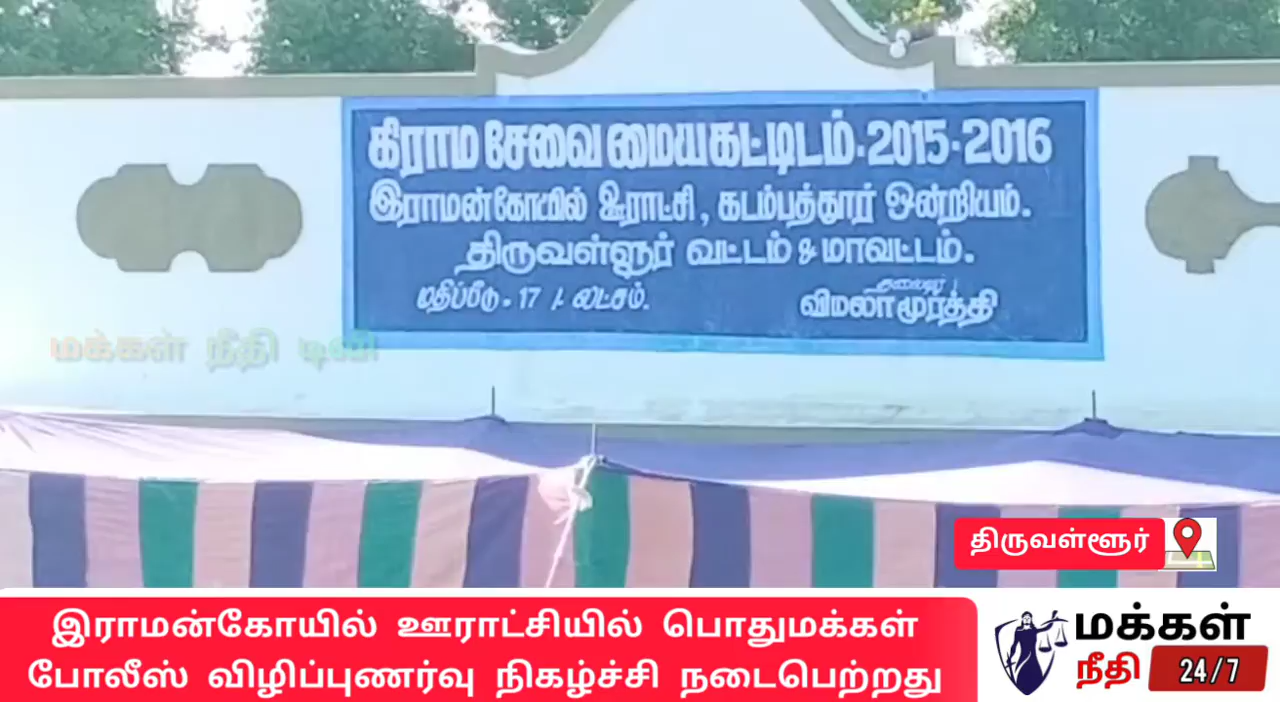 கிராம சேவை மைய கட்டிடம்-2015-2016
இராமன்கோயில் ஊராட்சி, கடம்பத்தூர் ஒன்றியம்.
திருவள்ளூர் வட்டம் & மாவட்டம்.
மதிப்பீடு - 17 /- லட்சம்.
தலைவர்
விமலாமூர்த்தி
மக்கள் நீதி டிவி
திருவள்ளூர்
இராமன்கோயில் ஊராட்சியில் பொதுமக்கள்
போலீஸ் விழிப்புணர்வு நிகழ்ச்சி நடைபெற்றது
மக்கள்
நீதி 24/7